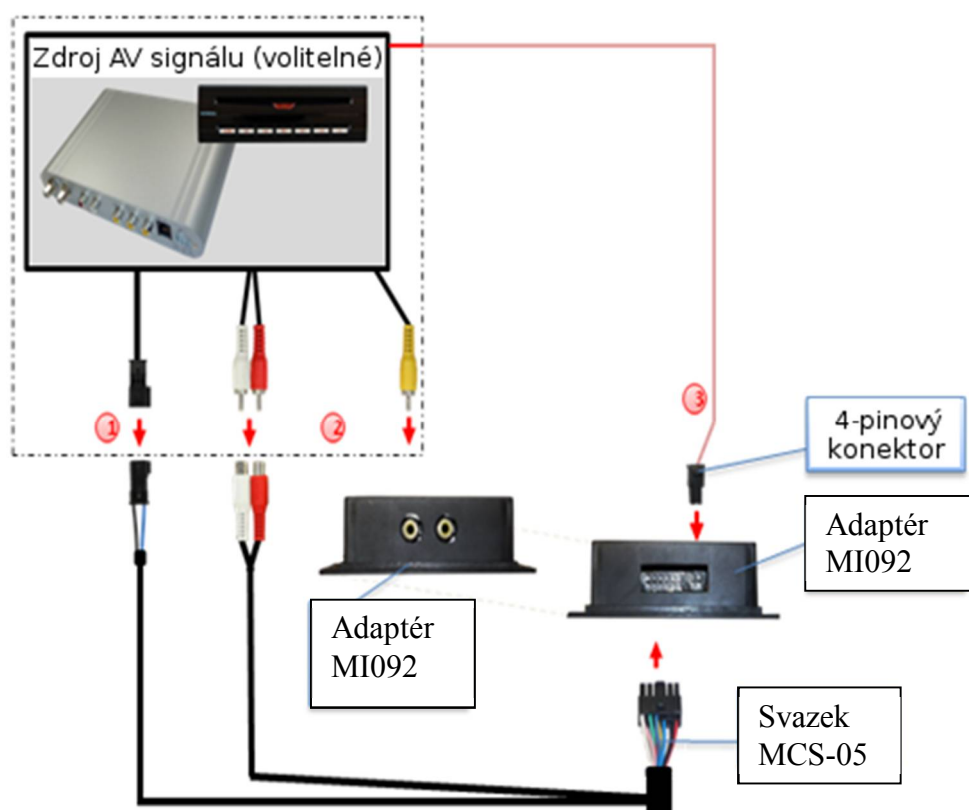 Zdroj AV signálu (volitelné)
1
2
3
4-pinový
konektor
Adaptér
MI092
Adaptér
MI092
Svazek
MCS-05